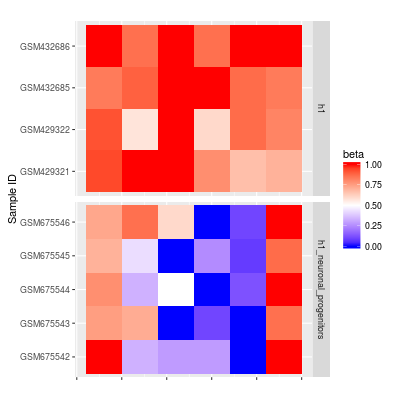 GSM432686
GSM432685
GSM429322
GSM429321
h1
GSM675546
GSM675545
GSM675544
GSM675543
GSM675542
h1_neuronal_progenitors
Sample ID
beta
1.00
0.75
0.50
0.25
0.00